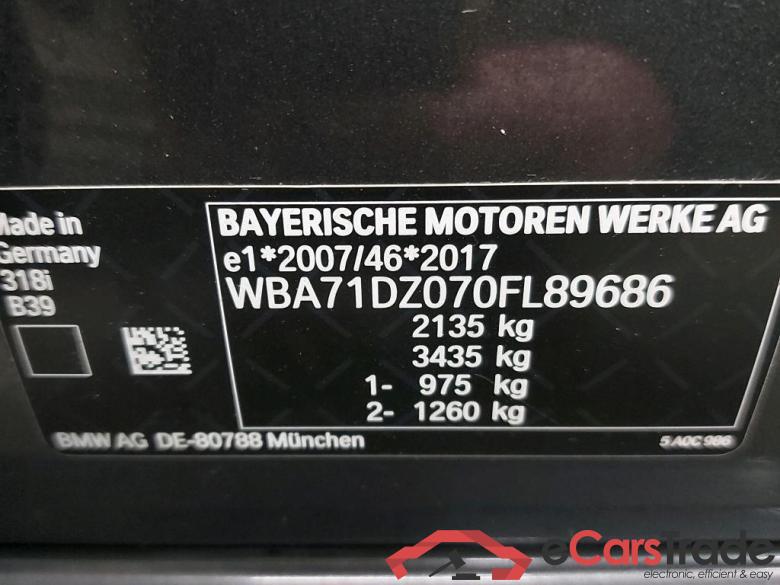 Made in
Germany
318i
B39
BAYERISCHE MOTOREN WERKE AG
e1*2007/46*2017
WBA71DZ070FL89686
2135 kg
3435 kg
1- 975 kg
2- 1260 kg
BMW AG DE-80788 München
5 A0C 986
eCarstrade
electronic, efficient & easy